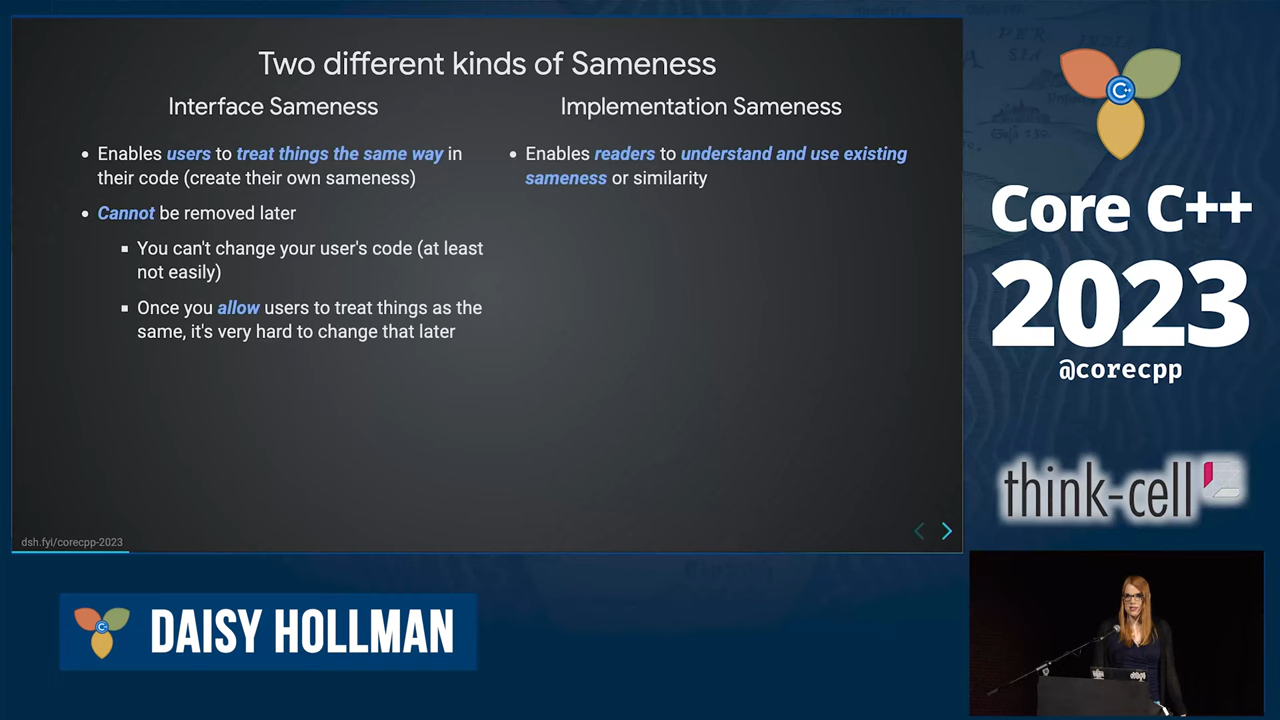 Two different kinds of Sameness
Interface Sameness
Enables users to treat things the same way in
their code (create their own sameness)
Cannot be removed later
You can't change your user's code (at least
not easily)
Once you allow users to treat things as the
same, it's very hard to change that later
Implementation Sameness
Enables readers to understand and use existing
sameness or similarity
dsh.fyi/corecpp-2023
C++
Core C++
2023
@corecpp
think-cell
DAISY HOLLMAN